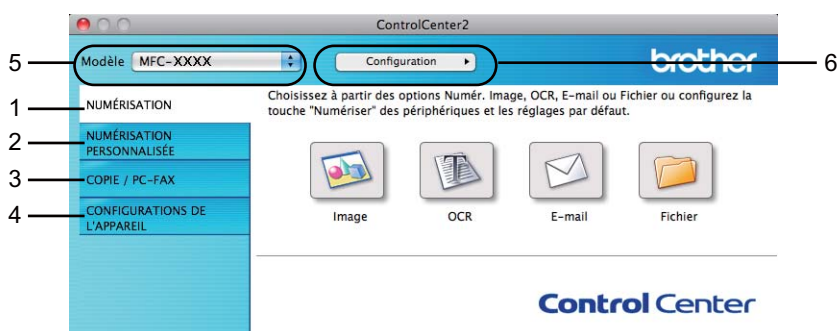 ControlCenter2
5
Modèle MFC-XXXX
Configuration
brother
6
1
NUMÉRISATION
Choisissez à partir des options Numér. Image, OCR, E-mail ou Fichier ou configurez la
touche "Numériser" des périphériques et les réglages par défaut.
2
NUMÉRISATION
PERSONNALISÉE
3
COPIE / PC-FAX
4
CONFIGURATIONS DE
L'APPAREIL
Image
OCR
E-mail
Fichier
Control Center